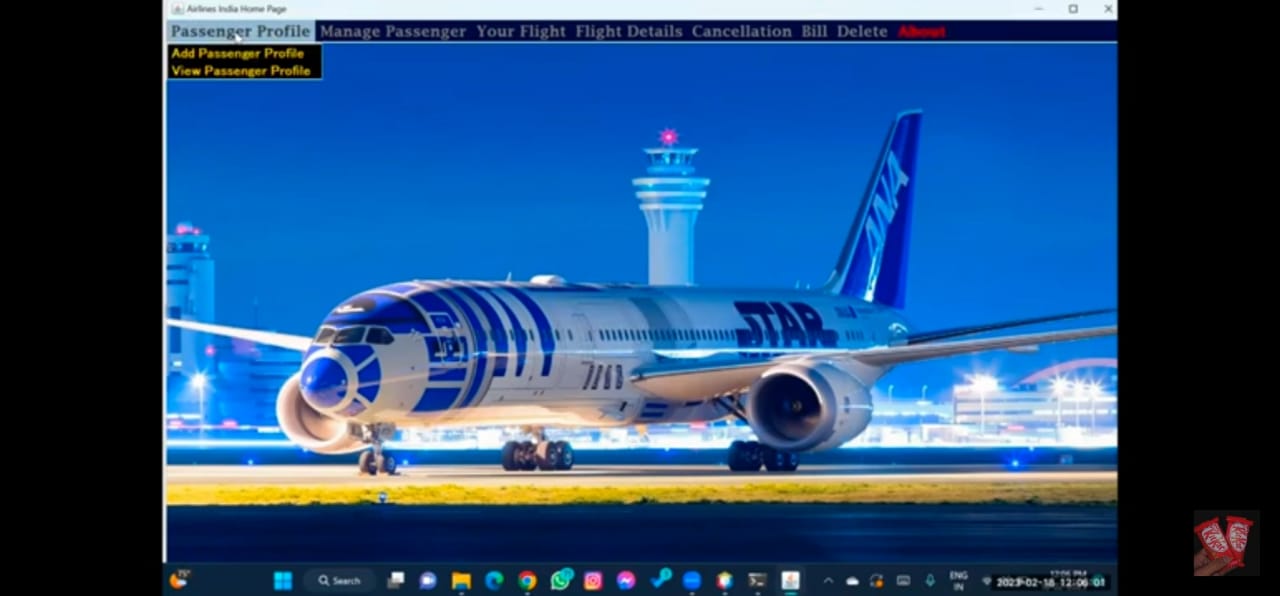 Airlines India Home Page
Passenger Profile Manage Passenger Your Flight Flight Details Cancellation Bill Delete About
Add Passenger Profile
View Passenger Profile
ANA
STAR
75°
Search
ENG
IN
2023-02-18 12:06:01